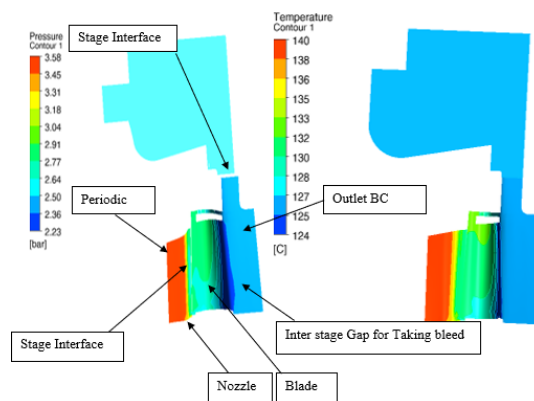 Pressure
Contour 1
3.58
3.45
3.31
3.18
3.04
2.91
2.77
2.64
2.50
2.36
2.23
[bar]
Stage Interface
Temperature
Contour 1
140
138
136
135
133
132
130
128
127
125
124
[C]
Periodic
Outlet BC
Stage Interface
Inter stage Gap for Taking bleed
Nozzle
Blade